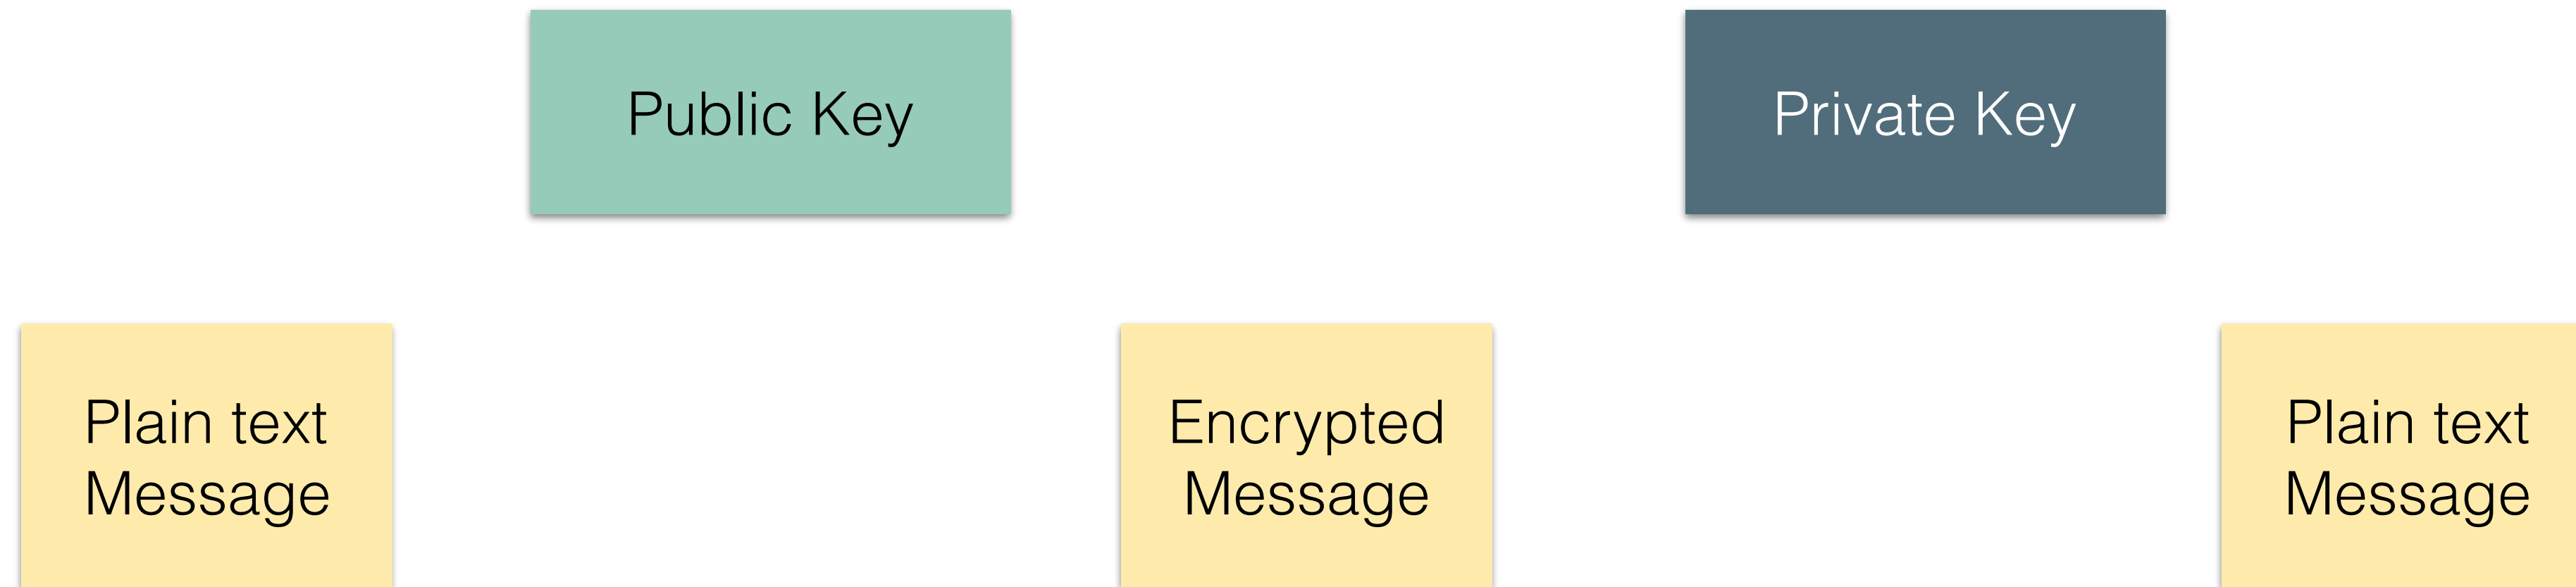 Public Key
Private Key
Plain text
Message
Encrypted
Message
Plain text
Message